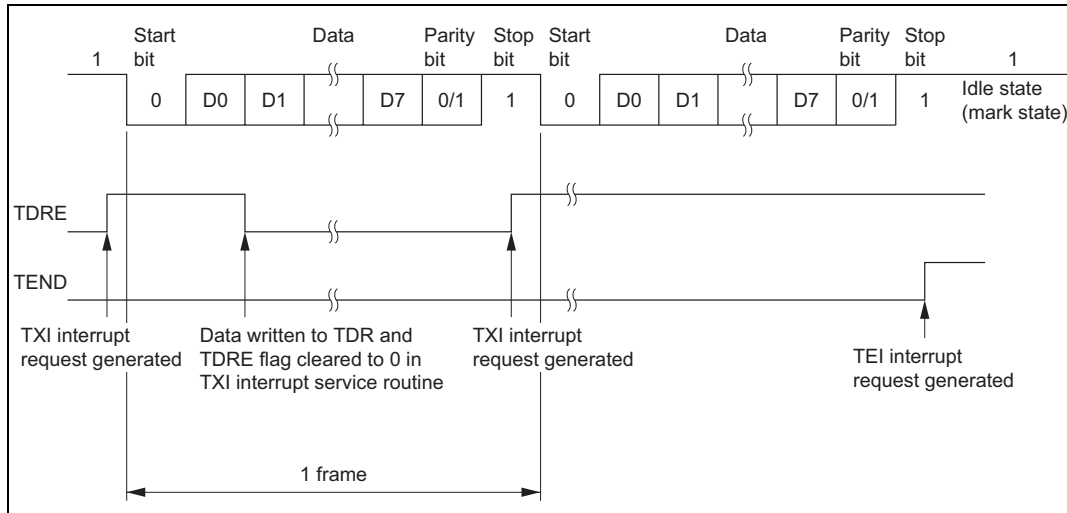 Start bit
Data
Parity bit
Stop bit
Start bit
Data
Parity bit
Stop bit
1
1
0
D0
D1
D7
0/1
1
0
D0
D1
D7
0/1
1
Idle state
(mark state)
TDRE
TEND
TXI interrupt
request generated
Data written to TDR and
TDRE flag cleared to 0 in
TXI interrupt service routine
TXI interrupt
request generated
TEI interrupt
request generated
1 frame